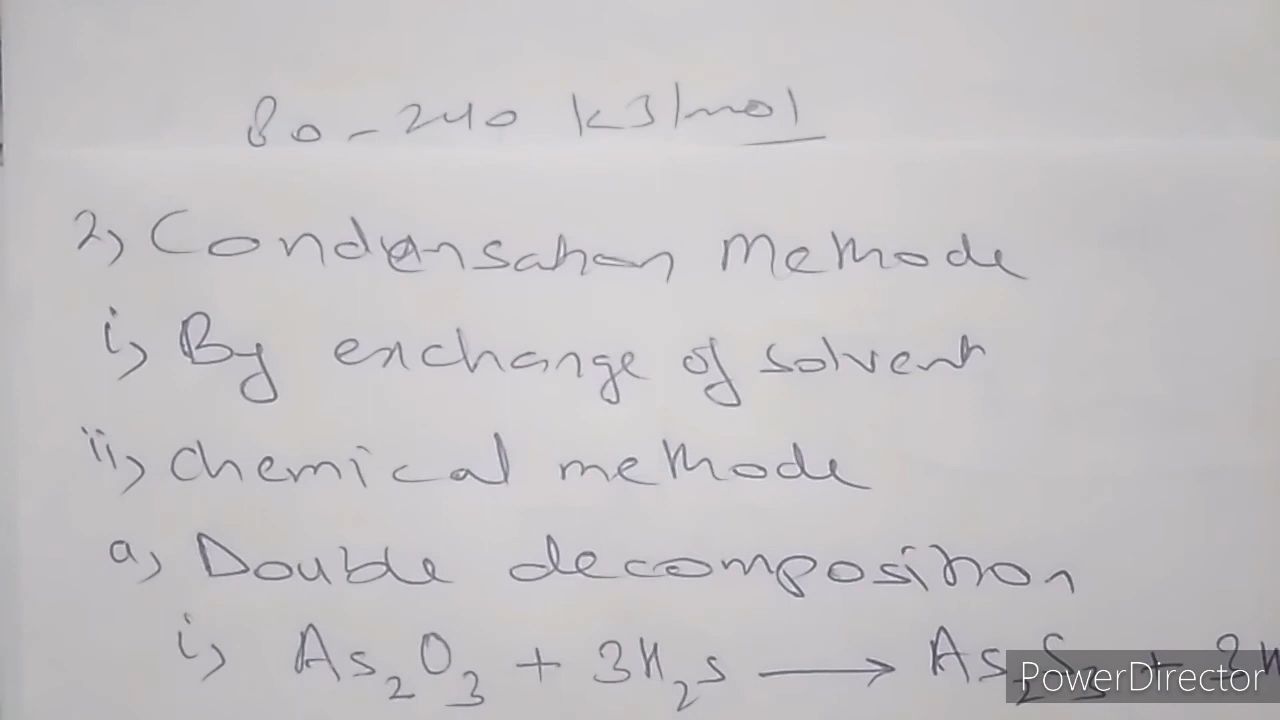 80-240 kJ/mol
2) Condensation Methode
i) By exchange of solvent
ii) chemical methode
a) Double decomposition
i) As₂O₃ + 3H₂S ⟶ As₂S₃ + 3H
PowerDirector